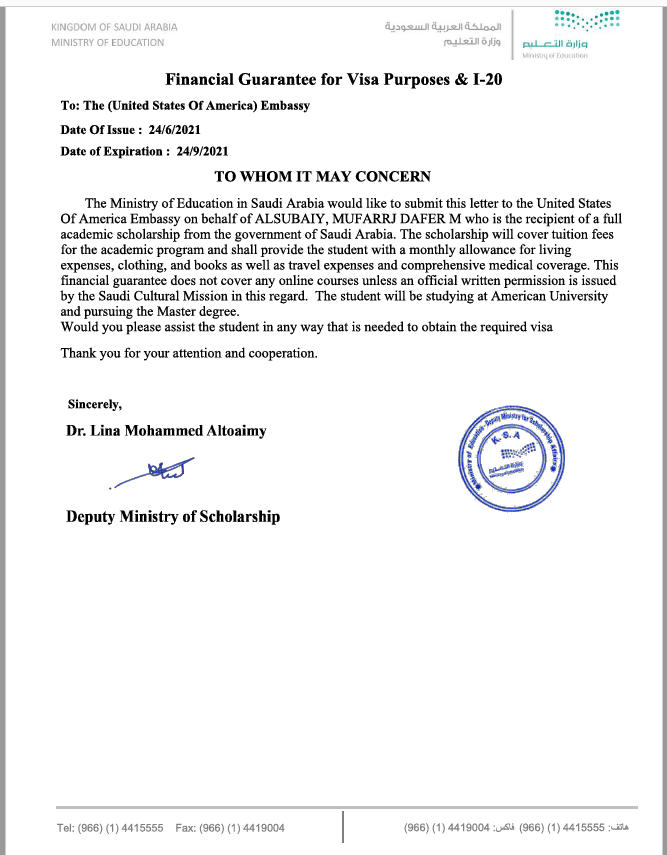 KINGDOM OF SAUDI ARABIA
MINISTRY OF EDUCATION
المملكة العربية السعودية
وزارة التعليم
وزارة التعليم
Ministry of Education
Financial Guarantee for Visa Purposes & I-20
To: The (United States Of America) Embassy
Date Of Issue : 24/6/2021
Date of Expiration : 24/9/2021
TO WHOM IT MAY CONCERN
The Ministry of Education in Saudi Arabia would like to submit this letter to the United States
Of America Embassy on behalf of ALSUBAIY, MUFARRJ DAFER M who is the recipient of a full
academic scholarship from the government of Saudi Arabia. The scholarship will cover tuition fees
for the academic program and shall provide the student with a monthly allowance for living
expenses, clothing, and books as well as travel expenses and comprehensive medical coverage. This
financial guarantee does not cover any online courses unless an official written permission is issued
by the Saudi Cultural Mission in this regard. The student will be studying at American University
and pursuing the Master degree.
Would you please assist the student in any way that is needed to obtain the required visa
Thank you for your attention and cooperation.
Sincerely,
Dr. Lina Mohammed Altoaimy
Deputy Ministry of Scholarship
Ministry of Education - Deputy Ministry for Scholarship Affairs
K. S. A
وزارة التعليم
Tel: (966) (1) 4415555 Fax: (966) (1) 4419004
هاتف: 4415555 (1) (966) فاكس: 4419004 (1) (966)